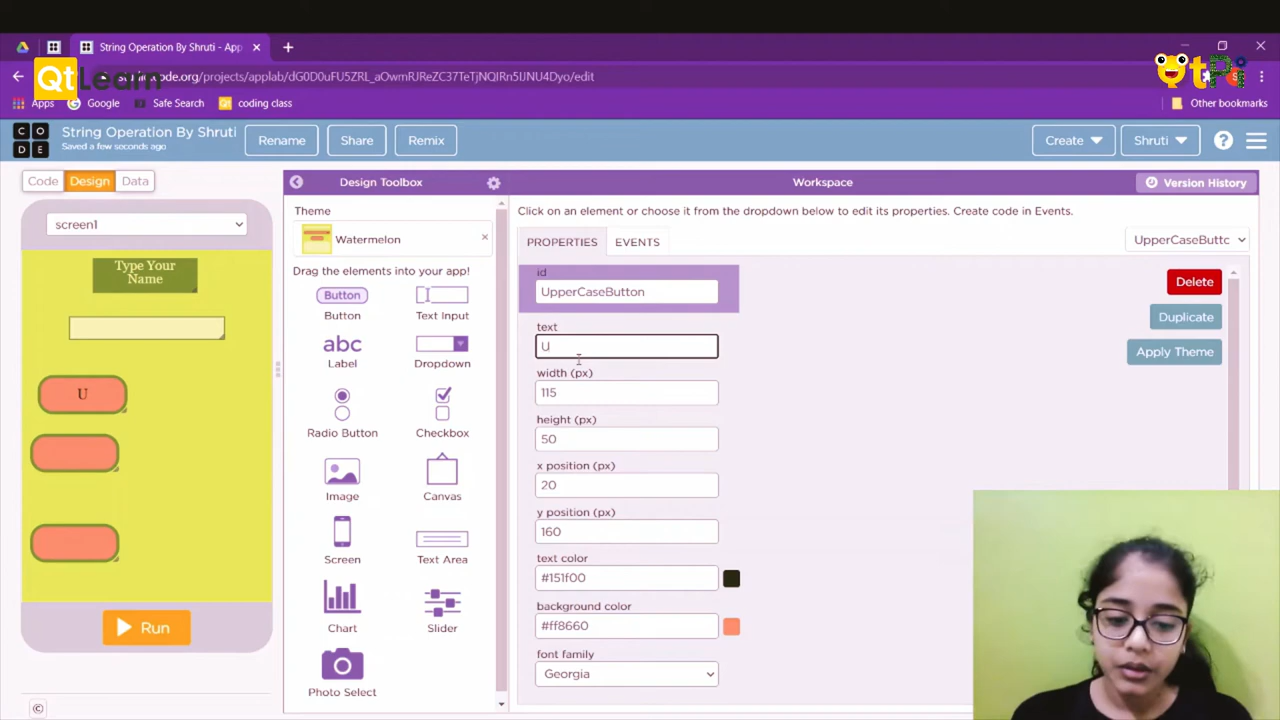 String Operation By Shruti - App
QtLearn
studio.code.org/projects/applab/dG0D0uFU5ZRL_aOwmRJReZC37TeTjNQIRn5UNU4Dyo/edit
QtPi
Apps
Google
Safe Search
coding class
Other bookmarks
CODE
String Operation By Shruti
Saved a few seconds ago
Rename
Share
Remix
Create
Shruti
?
Code
Design
Data
Design Toolbox
Workspace
Version History
screen1
Theme
Watermelon
Click on an element or choose it from the dropdown below to edit its properties. Create code in Events.
PROPERTIES
EVENTS
UpperCaseButtc
Type Your
Name
U
Run
Drag the elements into your app!
Button
Button
Text Input
abc
Label
Dropdown
Radio Button
Checkbox
Image
Canvas
Screen
Text Area
Chart
Slider
Photo Select
id
UpperCaseButton
text
U
width (px)
115
height (px)
50
x position (px)
20
y position (px)
160
text color
#151f00
background color
#ff8660
font family
Georgia
Delete
Duplicate
Apply Theme
©